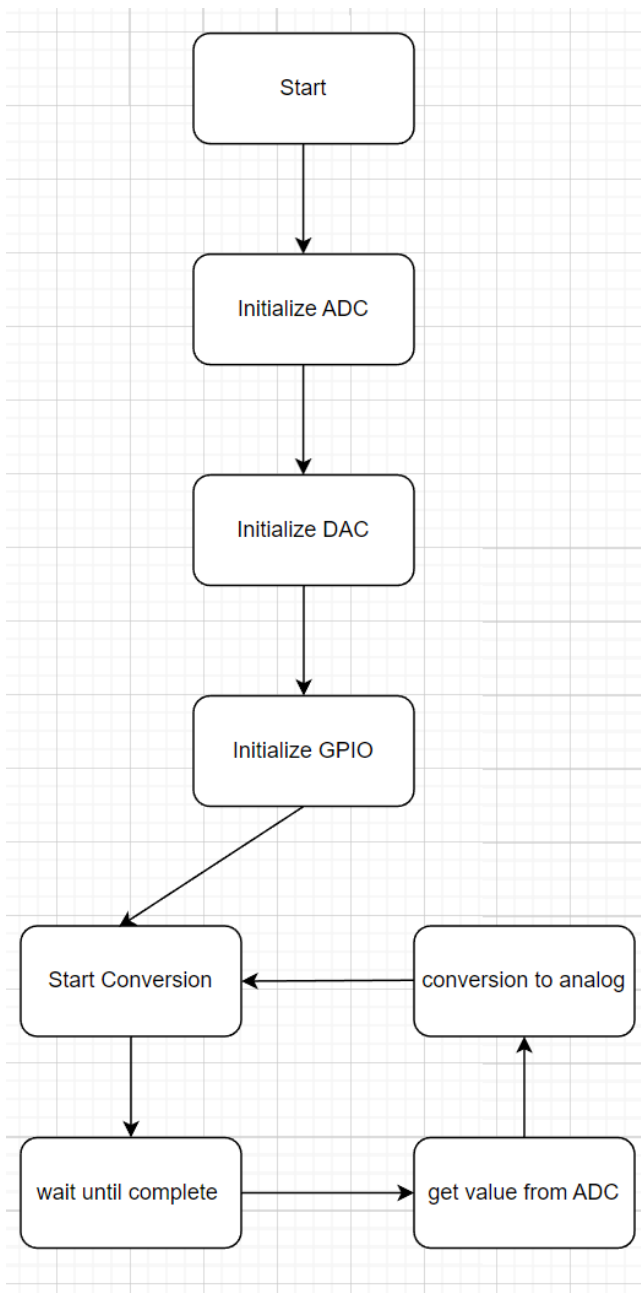 Start
Initialize ADC
Initialize DAC
Initialize GPIO
Start Conversion
conversion to analog
wait until complete
get value from ADC